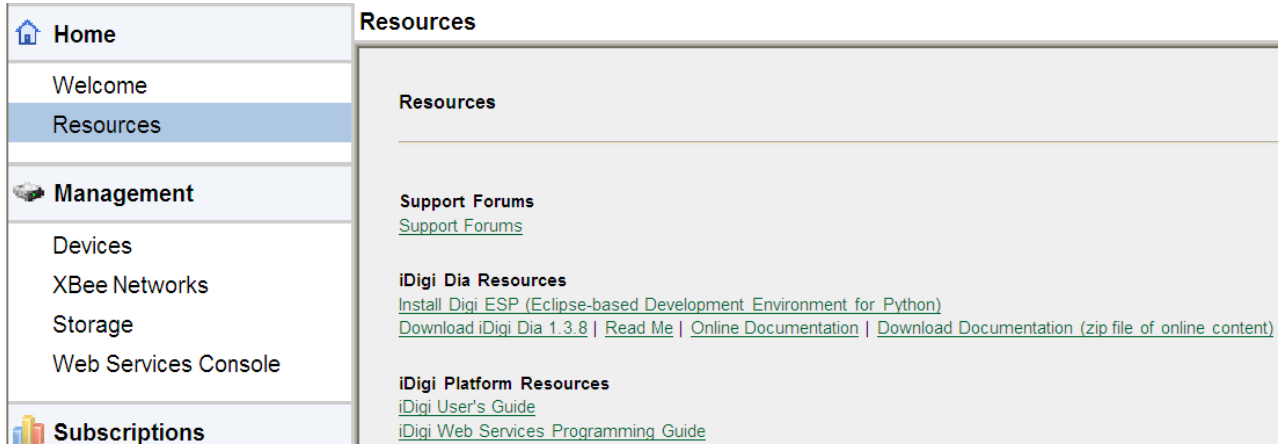 Home
Welcome
Resources
Management
Devices
XBee Networks
Storage
Web Services Console
Subscriptions
Resources
Resources
Support Forums
Support Forums
iDigi Dia Resources
Install Digi ESP (Eclipse-based Development Environment for Python)
Download iDigi Dia 1.3.8 | Read Me | Online Documentation | Download Documentation (zip file of online content)
iDigi Platform Resources
iDigi User's Guide
iDigi Web Services Programming Guide